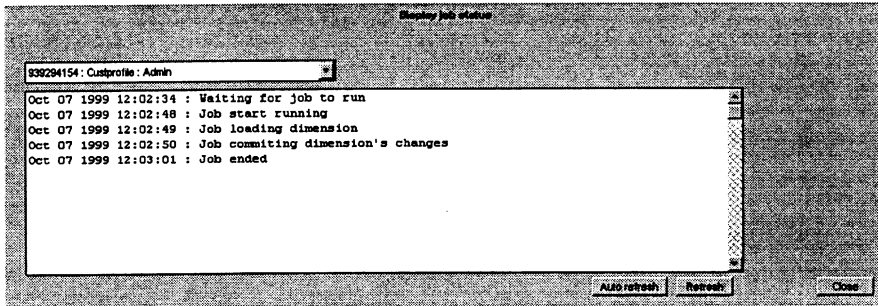 Display job status
939294154 : Custprofile : Admin
Oct 07 1999 12:02:34 : Waiting for job to run
Oct 07 1999 12:02:48 : Job start running
Oct 07 1999 12:02:49 : Job loading dimension
Oct 07 1999 12:02:50 : Job commiting dimension's changes
Oct 07 1999 12:03:01 : Job ended
Auto refresh Refresh Close